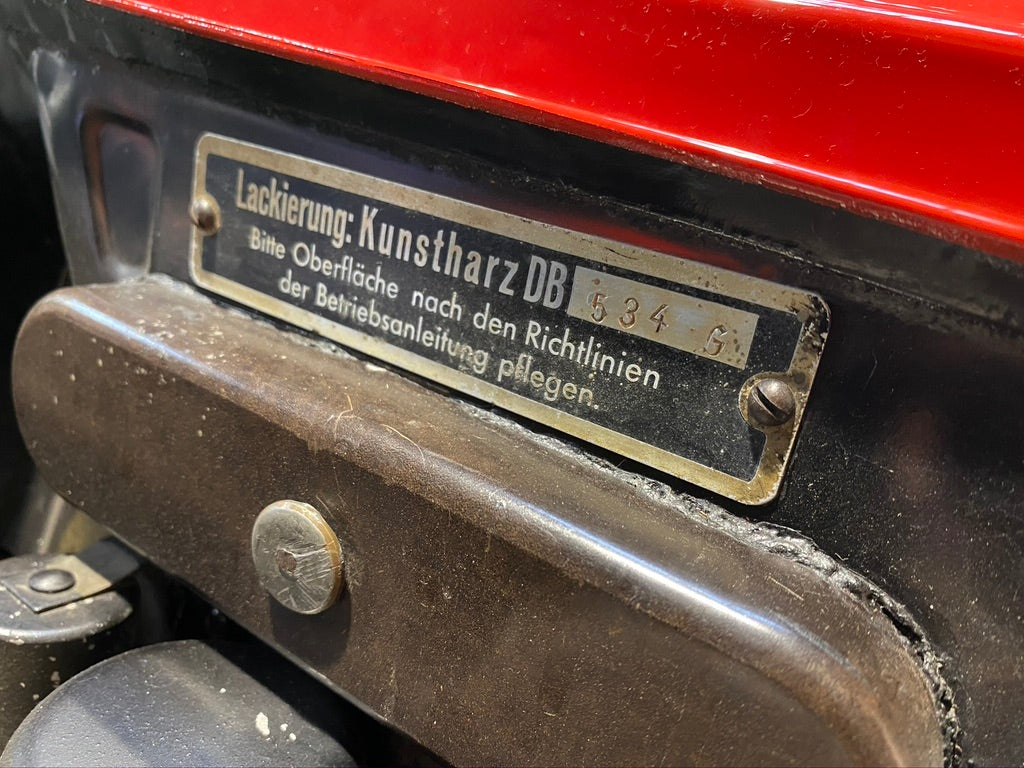 Lackierung: Kunstharz DB 534 G
Bitte Oberfläche nach den Richtlinien
der Betriebsanleitung pflegen.